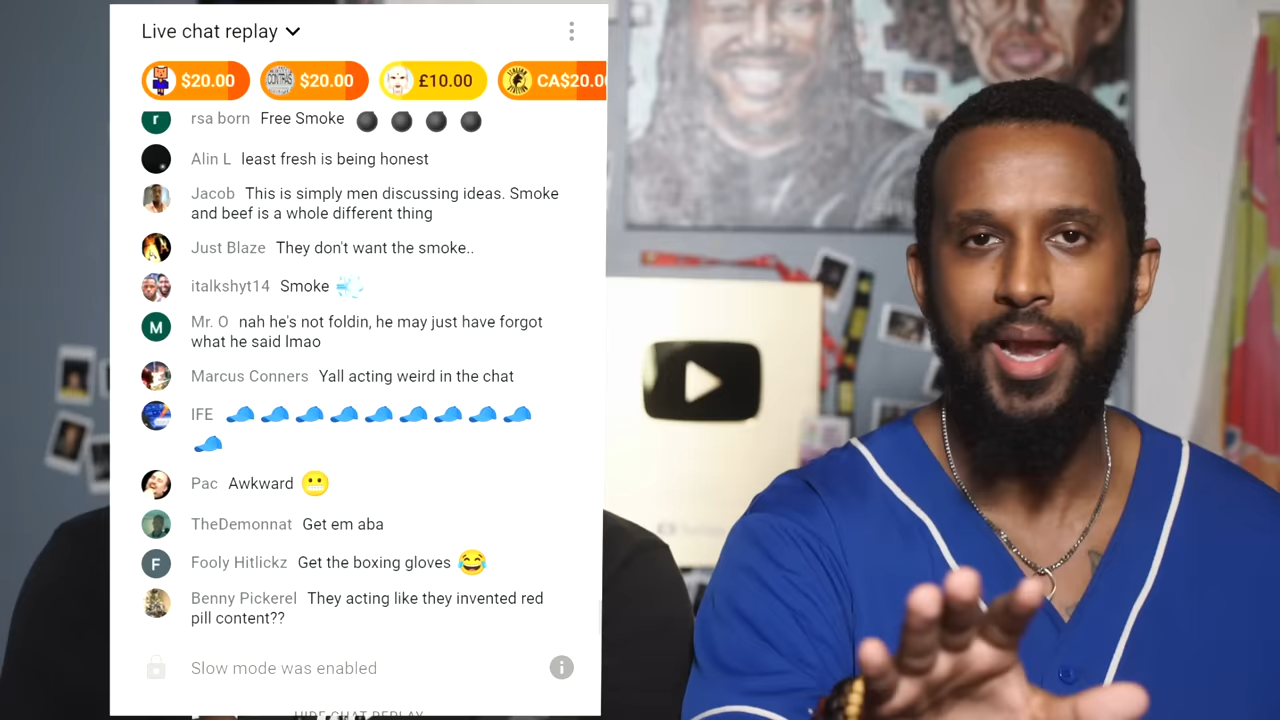 Live chat replay
$20.00 $20.00 £10.00 CA$20.0
rsa born Free Smoke
Alin L least fresh is being honest
Jacob This is simply men discussing ideas. Smoke
and beef is a whole different thing
Just Blaze They don't want the smoke..
italkshyt14 Smoke
Mr. O nah he's not foldin, he may just have forgot
what he said lmao
Marcus Conners Yall acting weird in the chat
IFE
Pac Awkward
TheDemonnat Get em aba
Fooly Hitlickz Get the boxing gloves
Benny Pickerel They acting like they invented red
pill content??
Slow mode was enabled
HIDE CHAT REPLAY